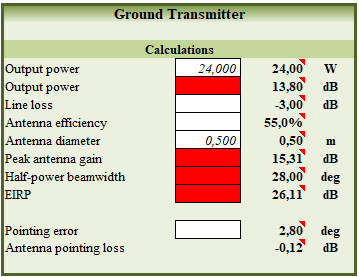 Ground Transmitter
Calculations
Output power 24,000 24,00 W
Output power 13,80 dB
Line loss -3,00 dB
Antenna efficiency 55,0%
Antenna diameter 0,500 0,50 m
Peak antenna gain 15,31 dB
Half-power beamwidth 28,00 deg
EIRP 26,11 dB
Pointing error 2,80 deg
Antenna pointing loss -0,12 dB